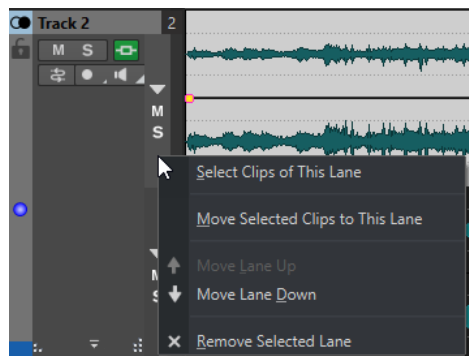 Track 2
2
M S
M
S
Select Clips of This Lane
Move Selected Clips to This Lane
Move Lane Up
Move Lane Down
Remove Selected Lane